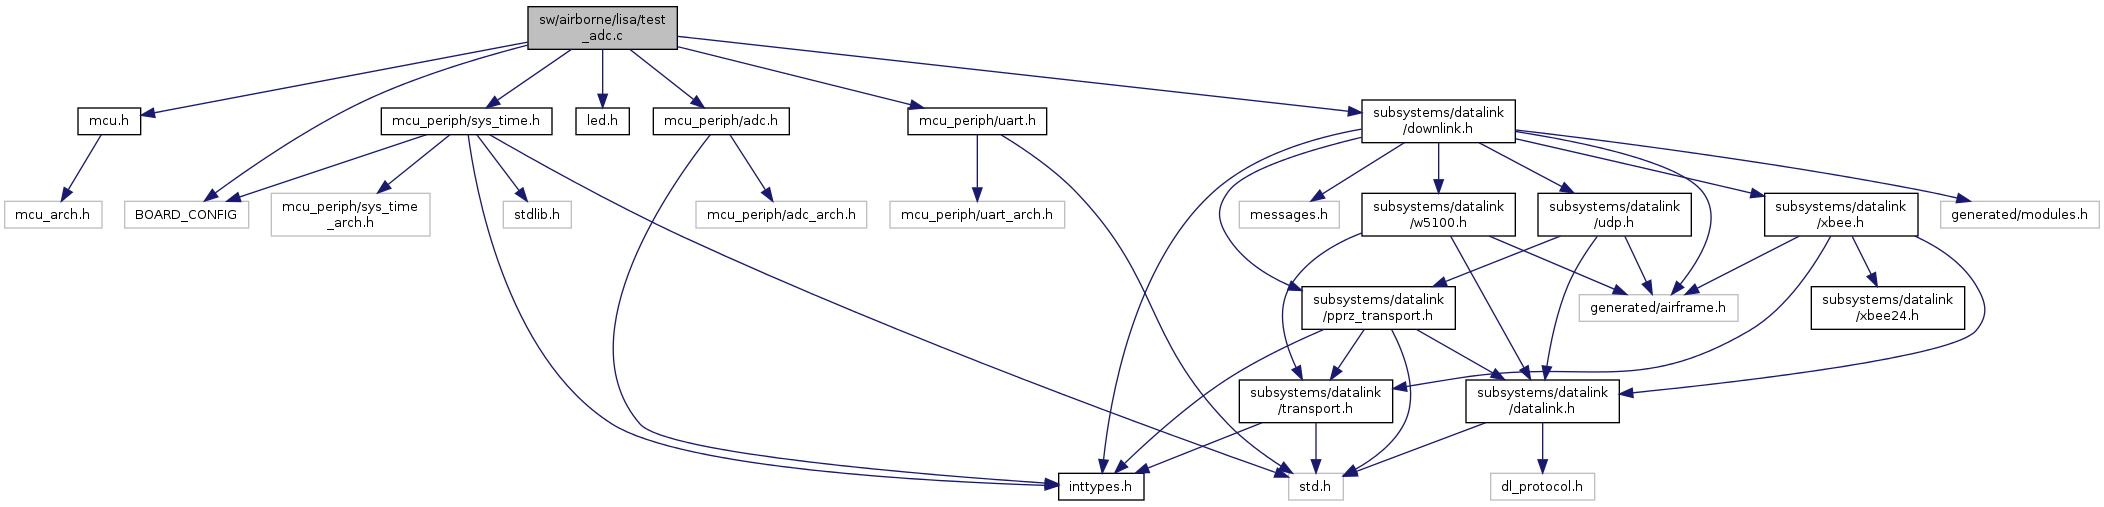 sw/airborne/lisa/test
_adc.c
mcu.h
mcu_periph/sys_time.h
led.h
mcu_periph/adc.h
mcu_periph/uart.h
subsystems/datalink
/downlink.h
mcu_arch.h
BOARD_CONFIG
mcu_periph/sys_time
_arch.h
stdlib.h
mcu_periph/adc_arch.h
mcu_periph/uart_arch.h
messages.h
subsystems/datalink
/w5100.h
subsystems/datalink
/udp.h
subsystems/datalink
/xbee.h
generated/modules.h
subsystems/datalink
/pprz_transport.h
generated/airframe.h
subsystems/datalink
/xbee24.h
subsystems/datalink
/transport.h
subsystems/datalink
/datalink.h
inttypes.h
std.h
dl_protocol.h